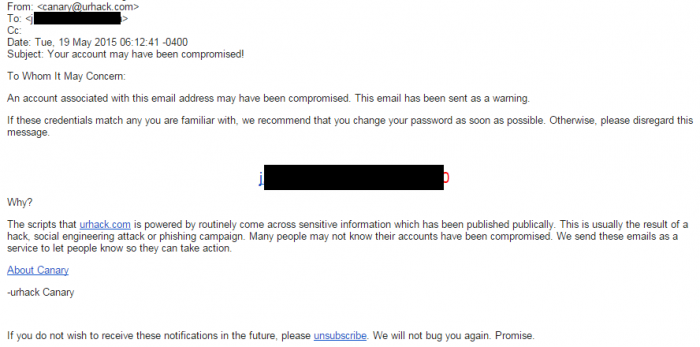 From: <canary@urhack.com>
To: <j
Cc:
Date: Tue, 19 May 2015 06:12:41 -0400
Subject: Your account may have been compromised!
To Whom It May Concern:
An account associated with this email address may have been compromised. This email has been sent as a warning.
If these credentials match any you are familiar with, we recommend that you change your password as soon as possible. Otherwise, please disregard this
message.
j
Why?
The scripts that urhack.com is powered by routinely come across sensitive information which has been published publically. This is usually the result of a
hack, social engineering attack or phishing campaign. Many people may not know their accounts have been compromised. We send these emails as a
service to let people know so they can take action.
About Canary
-urhack Canary
If you do not wish to receive these notifications in the future, please unsubscribe. We will not bug you again. Promise.